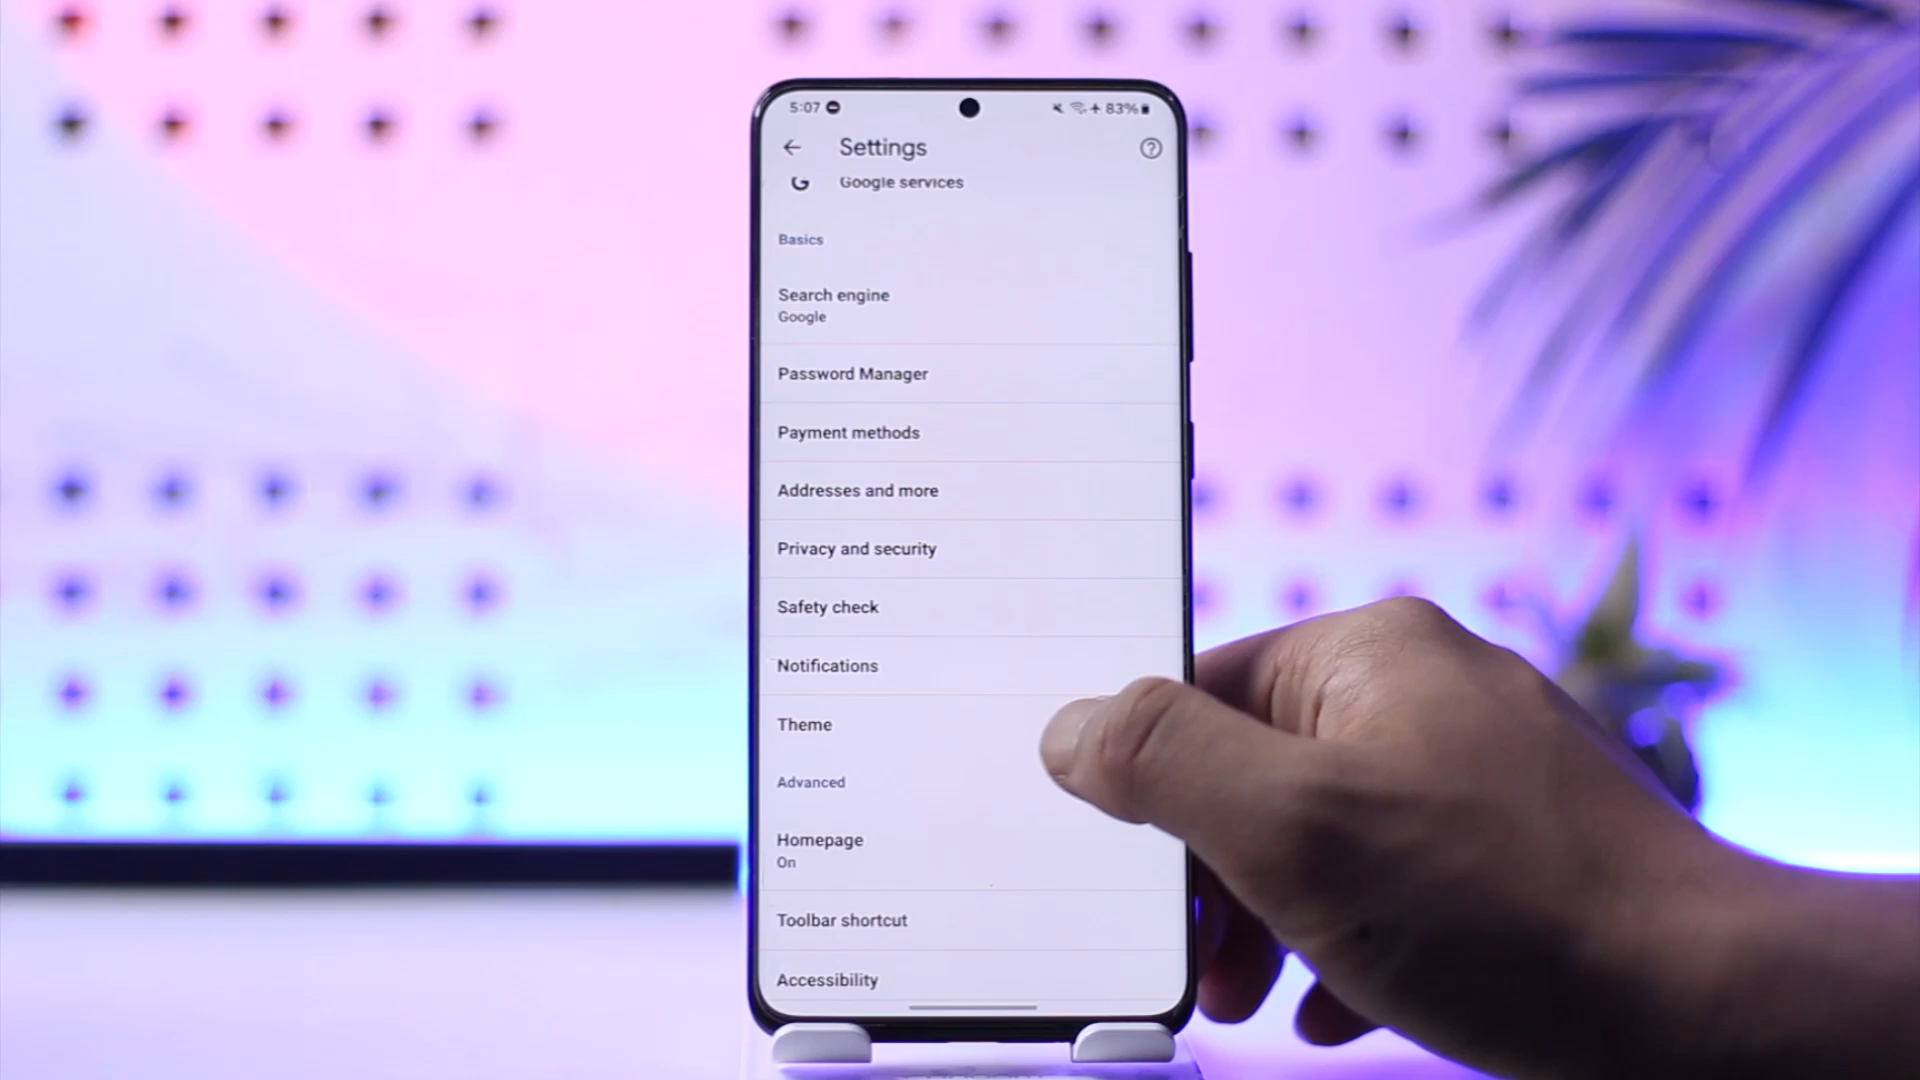 5:07
83%
Settings
Google services
Basics
Search engine
Google
Password Manager
Payment methods
Addresses and more
Privacy and security
Safety check
Notifications
Theme
Advanced
Homepage
On
Toolbar shortcut
Accessibility